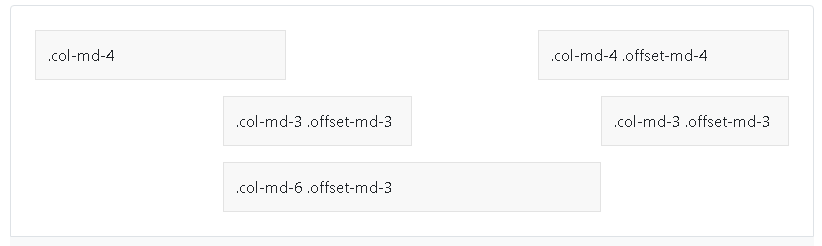 .col-md-4
.col-md-4 .offset-md-4
.col-md-3 .offset-md-3
.col-md-3 .offset-md-3
.col-md-6 .offset-md-3